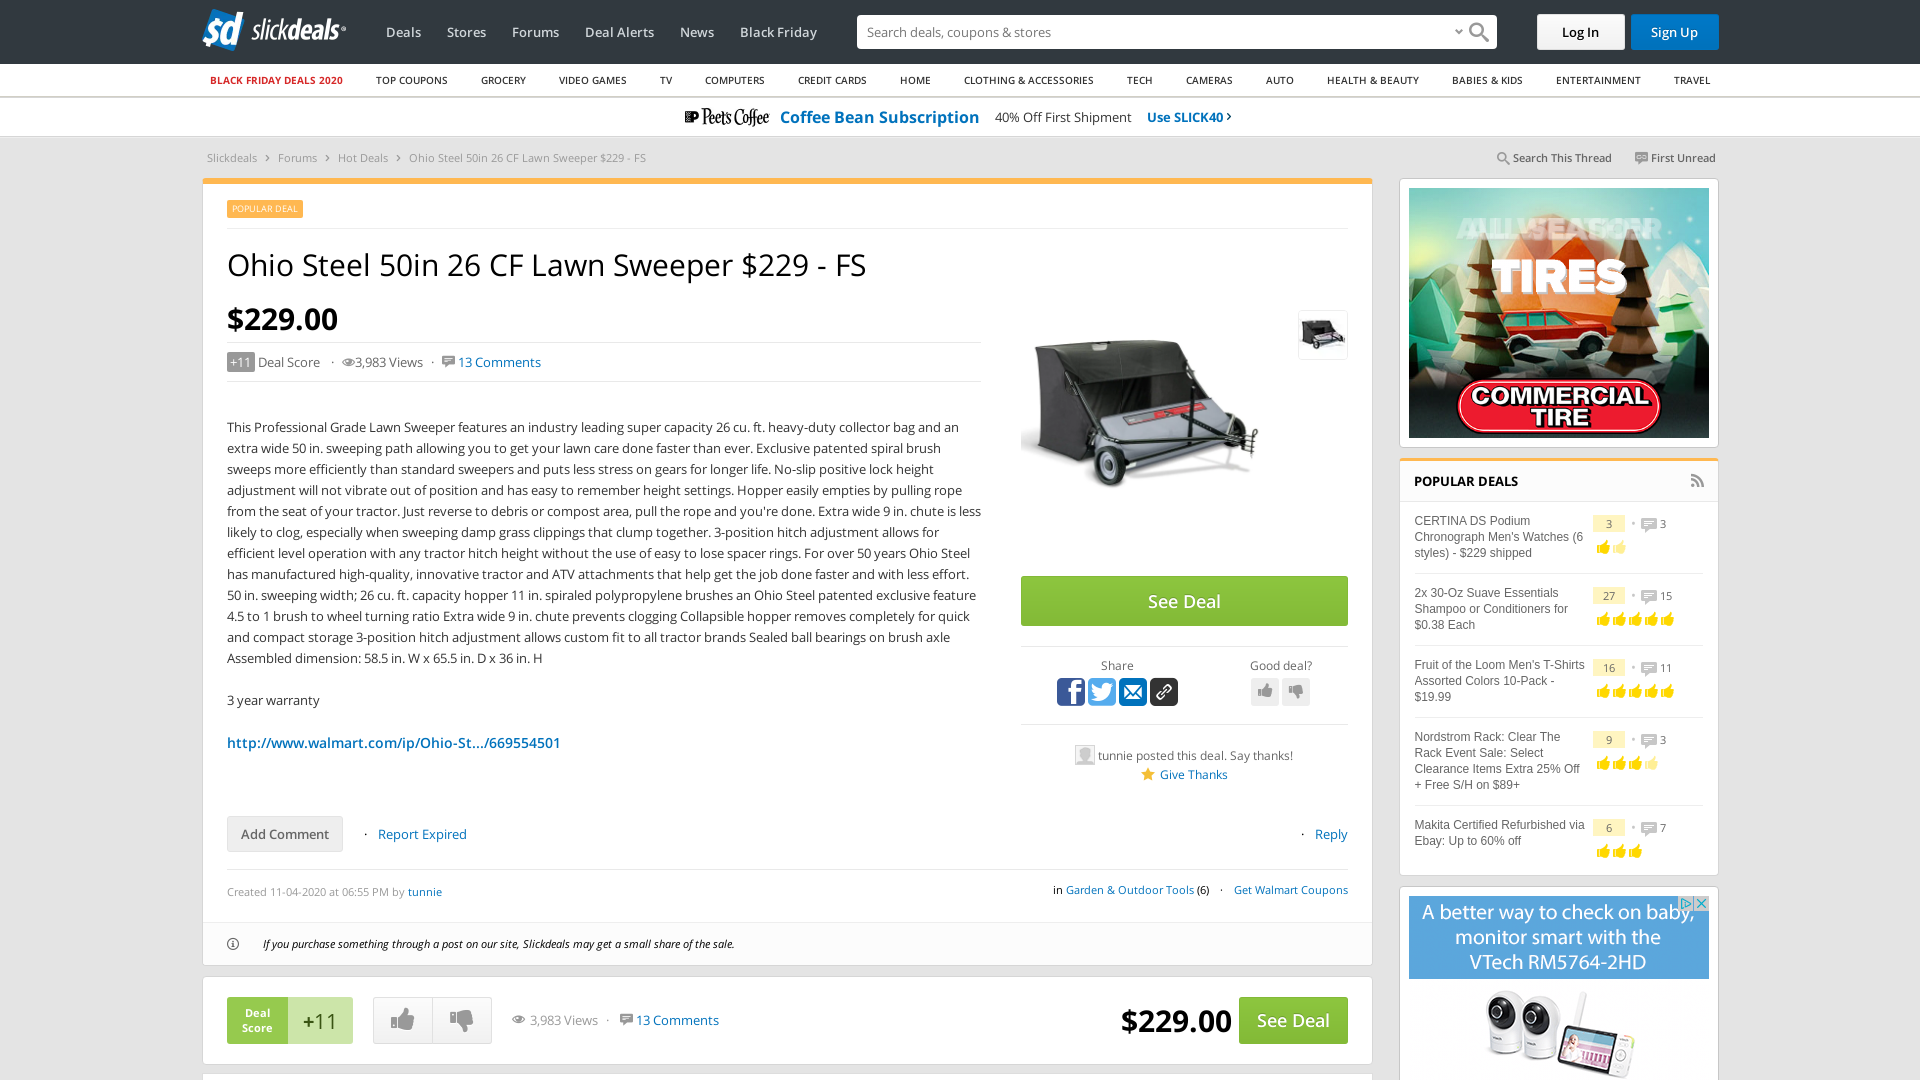 sd slickdeals
Deals
Stores
Forums
Deal Alerts
News
Black Friday
Search deals, coupons & stores
Log In
Sign Up
BLACK FRIDAY DEALS 2020
TOP COUPONS
GROCERY
VIDEO GAMES
TV
COMPUTERS
CREDIT CARDS
HOME
CLOTHING & ACCESSORIES
TECH
CAMERAS
AUTO
HEALTH & BEAUTY
BABIES & KIDS
ENTERTAINMENT
TRAVEL
Peet's Coffee Coffee Bean Subscription 40% Off First Shipment Use SLICK40 ›
Slickdeals › Forums › Hot Deals › Ohio Steel 50in 26 CF Lawn Sweeper $229 - FS
Search This Thread
First Unread
POPULAR DEAL
Ohio Steel 50in 26 CF Lawn Sweeper $229 - FS
$229.00
+11 Deal Score · 3,983 Views · 13 Comments
This Professional Grade Lawn Sweeper features an industry leading super capacity 26 cu. ft. heavy-duty collector bag and an
extra wide 50 in. sweeping path allowing you to get your lawn care done faster than ever. Exclusive patented spiral brush
sweeps more efficiently than standard sweepers and puts less stress on gears for longer life. No-slip positive lock height
adjustment will not vibrate out of position and has easy to remember height settings. Hopper easily empties by pulling rope
from the seat of your tractor. Just reverse to debris or compost area, pull the rope and you're done. Extra wide 9 in. chute is less
likely to clog, especially when sweeping damp grass clippings that clump together. 3-position hitch adjustment allows for
efficient level operation with any tractor hitch height without the use of easy to lose spacer rings. For over 50 years Ohio Steel
has manufactured high-quality, innovative tractor and ATV attachments that help get the job done faster and with less effort.
50 in. sweeping width; 26 cu. ft. capacity hopper 11 in. spiraled polypropylene brushes an Ohio Steel patented exclusive feature
4.5 to 1 brush to wheel turning ratio Extra wide 9 in. chute prevents clogging Collapsible hopper removes completely for quick
and compact storage 3-position hitch adjustment allows custom fit to all tractor brands Sealed ball bearings on brush axle
Assembled dimension: 58.5 in. W x 65.5 in. D x 36 in. H
3 year warranty
http://www.walmart.com/ip/Ohio-St.../669554501
See Deal
Share
Good deal?
tunnie posted this deal. Say thanks!
Give Thanks
Add Comment
· Report Expired
· Reply
Created 11-04-2020 at 06:55 PM by tunnie
in Garden & Outdoor Tools (6) · Get Walmart Coupons
If you purchase something through a post on our site, Slickdeals may get a small share of the sale.
Deal
Score
+11
3,983 Views · 13 Comments
$229.00
See Deal
TIRES
COMMERCIAL
TIRE
POPULAR DEALS
CERTINA DS Podium
Chronograph Men's Watches (6
styles) - $229 shipped
3 • 3
2x 30-Oz Suave Essentials
Shampoo or Conditioners for
$0.38 Each
27 • 15
Fruit of the Loom Men's T-Shirts
Assorted Colors 10-Pack -
$19.99
16 • 11
Nordstrom Rack: Clear The
Rack Event Sale: Select
Clearance Items Extra 25% Off
+ Free S/H on $89+
9 • 3
Makita Certified Refurbished via
Ebay: Up to 60% off
6 • 7
A better way to check on baby,
monitor smart with the
VTech RM5764-2HD